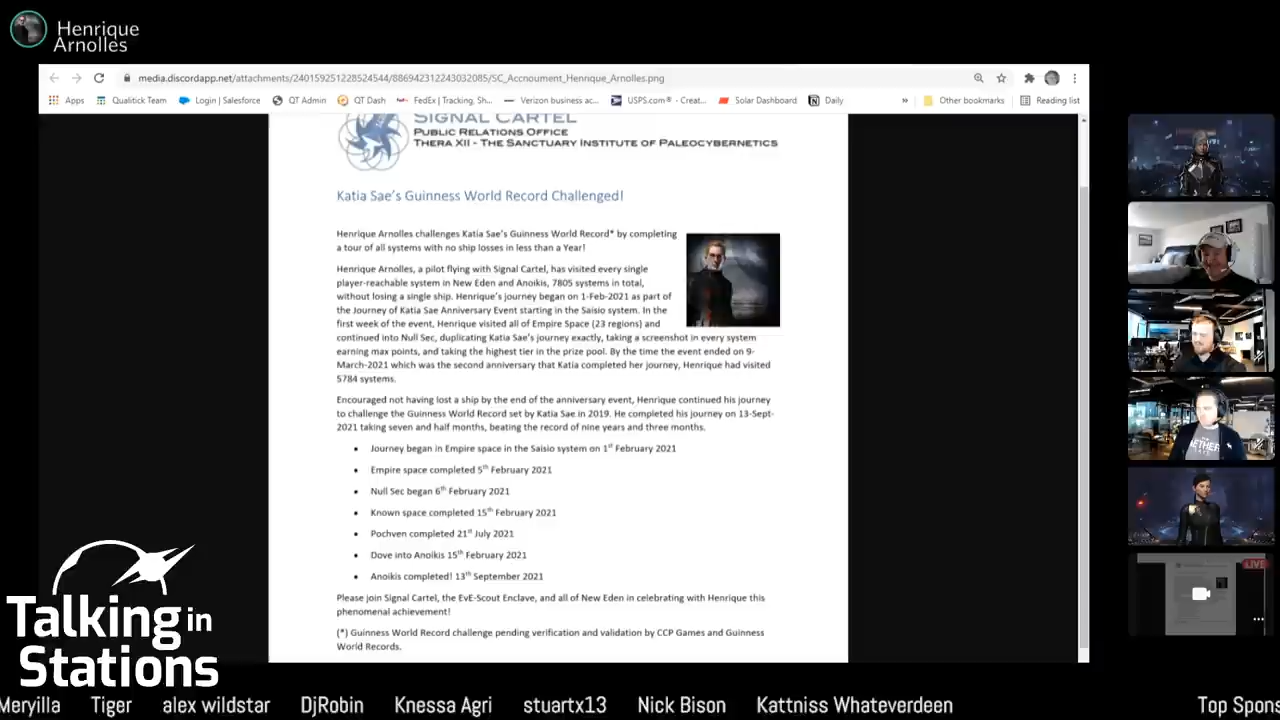 Henrique
Arnolles
media.discordapp.net/attachments/240159251228524544/886942312243032085/SC_Accnoument_Henrique_Arnolles.png
Apps
Qualitick Team
Login | Salesforce
QT Admin
QT Dash
FedEx | Tracking, Sh...
Verizon business ac...
USPS.com® - Creat...
Solar Dashboard
Daily
»
Other bookmarks
Reading list
SIGNAL CARTEL
PUBLIC RELATIONS OFFICE
THERA XII - THE SANCTUARY INSTITUTE OF PALEOCYBERNETICS
Katia Sae's Guinness World Record Challenged!
Henrique Arnolles challenges Katia Sae's Guinness World Record* by completing
a tour of all systems with no ship losses in less than a Year!
Henrique Arnolles, a pilot flying with Signal Cartel, has visited every single
player-reachable system in New Eden and Anoikis, 7805 systems in total,
without losing a single ship. Henrique's journey began on 1-Feb-2021 as part of
the Journey of Katia Sae Anniversary Event starting in the Saisio system. In the
first week of the event, Henrique visited all of Empire Space (23 regions) and
continued into Null Sec, duplicating Katia Sae's journey exactly, taking a screenshot in every system
earning max points, and taking the highest tier in the prize pool. By the time the event ended on 9-
March-2021 which was the second anniversary that Katia completed her journey, Henrique had visited
5784 systems.
Encouraged not having lost a ship by the end of the anniversary event, Henrique continued his journey
to challenge the Guinness World Record set by Katia Sae in 2019. He completed his journey on 13-Sept-
2021 taking seven and half months, beating the record of nine years and three months.
• Journey began in Empire space in the Saisio system on 1st February 2021
• Empire space completed 5th February 2021
• Null Sec began 6th February 2021
• Known space completed 15th February 2021
• Pochven completed 21st July 2021
• Dove into Anoikis 15th February 2021
• Anoikis completed! 13th September 2021
Please join Signal Cartel, the EvE-Scout Enclave, and all of New Eden in celebrating with Henrique this
phenomenal achievement!
(*) Guinness World Record challenge pending verification and validation by CCP Games and Guinness
World Records.
LIVE
Talking in
Stations
Meryilla Tiger alex wildstar DjRobin Knessa Agri stuartx13 Nick Bison Kattniss Whateverdeen Top Spons